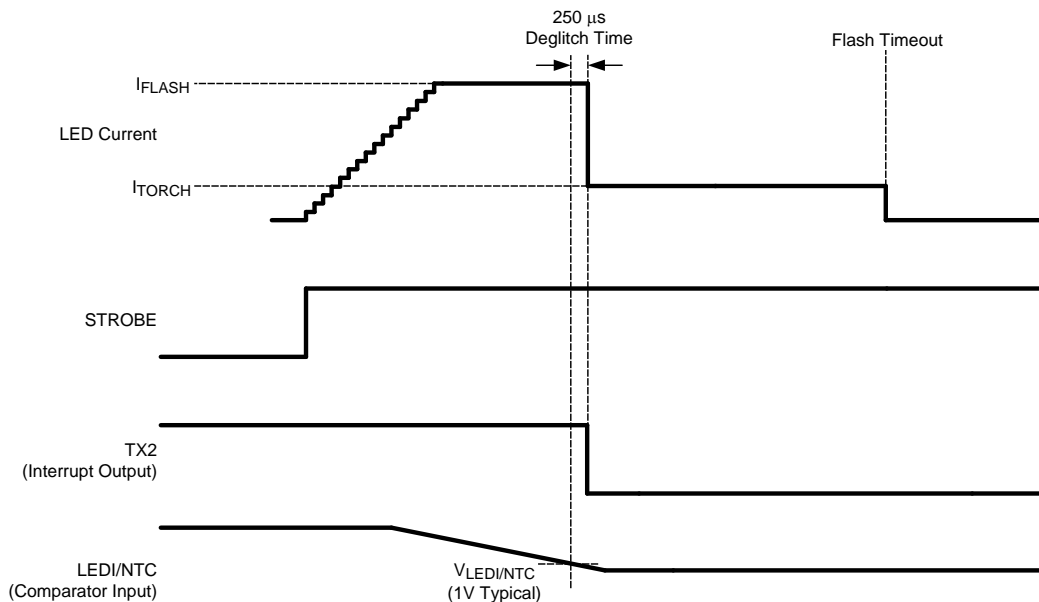 250 μs
Deglitch Time
Flash Timeout
IFLASH
LED Current
ITORCH
STROBE
TX2
(Interrupt Output)
LEDI/NTC
(Comparator Input)
VLEDI/NTC
(1V Typical)